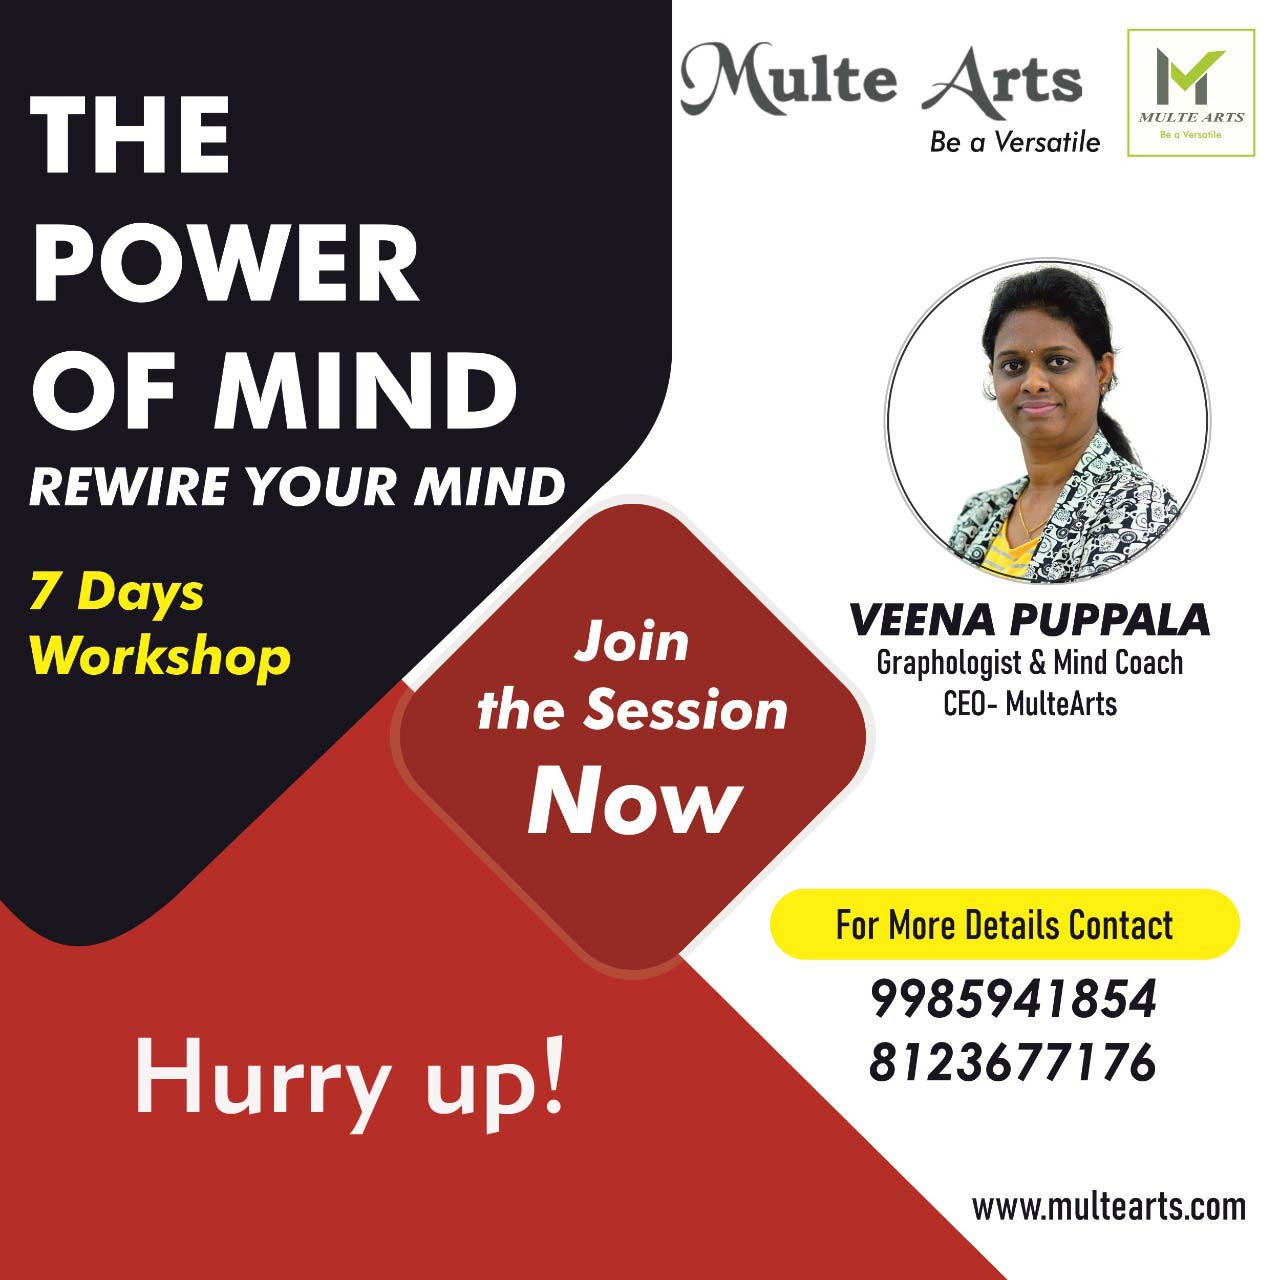 THE
POWER
OF MIND
REWIRE YOUR MIND
7 Days
Workshop
Multe Arts
Be a Versatile
MULTE ARTS
Be a Versatile
VEENA PUPPALA
Graphologist & Mind Coach
CEO- MulteArts
Join
the Session
Now
For More Details Contact
9985941854
8123677176
Hurry up!
www.multearts.com